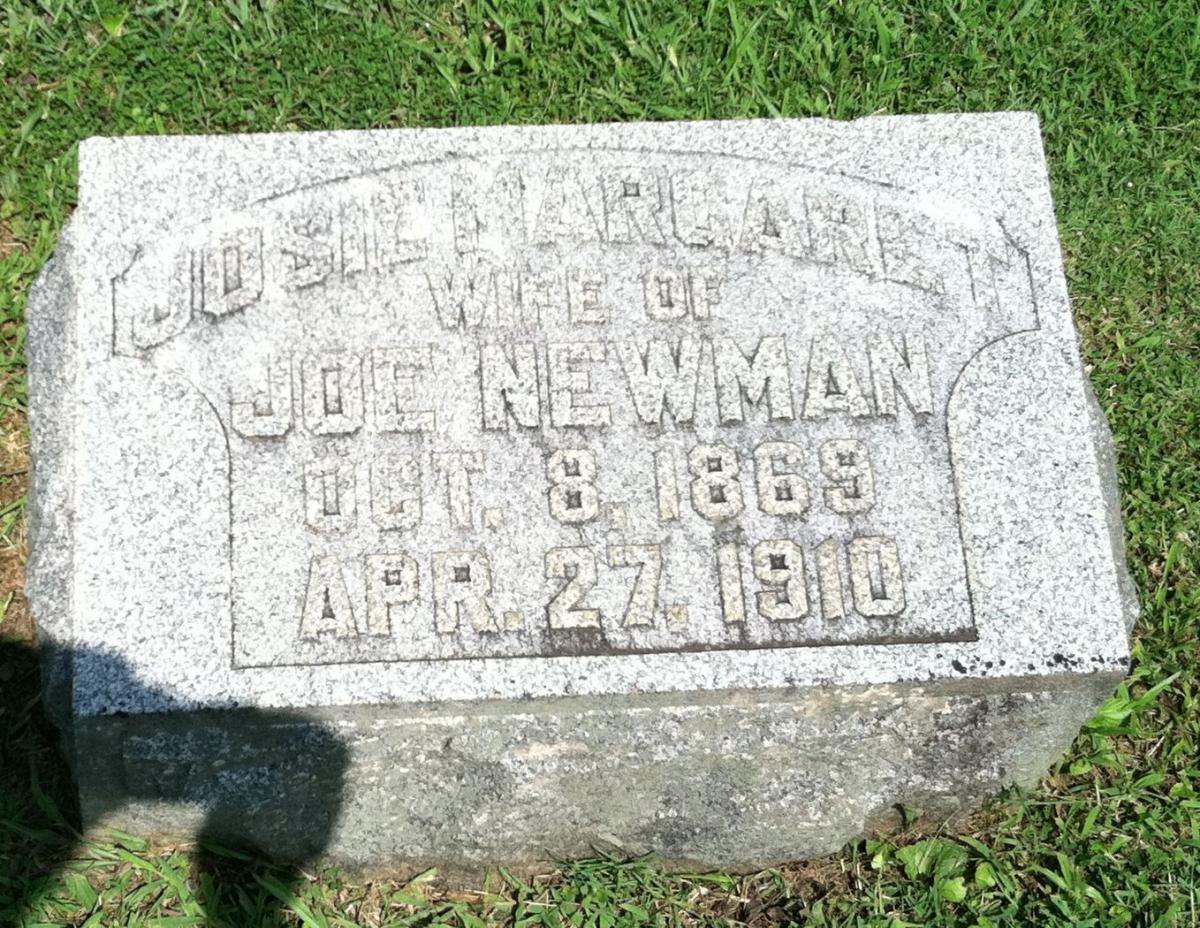 JOSIE MARGARET
WIFE OF
JOE NEWMAN
OCT. 8, 1869
APR. 27, 1910